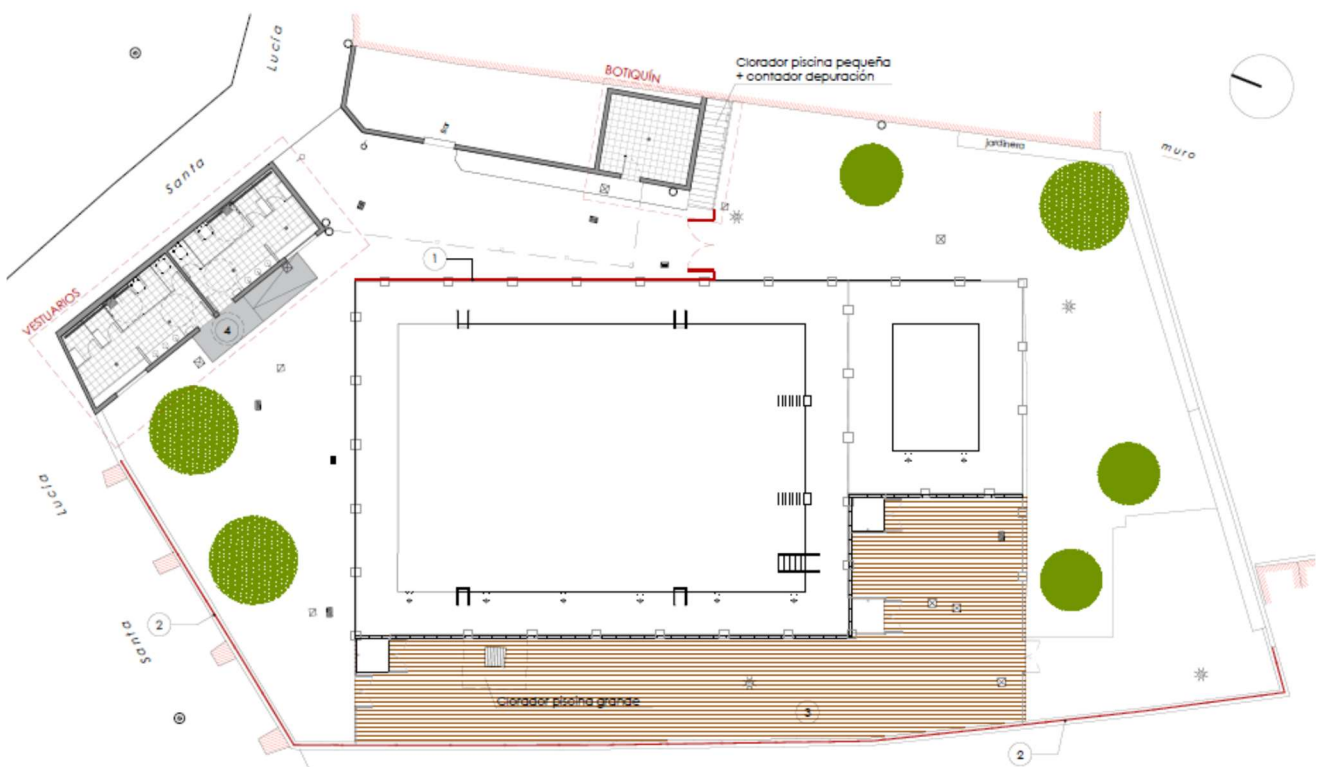 Lucía
Clorador piscina pequeña
+ contador depuración
BOTIQUÍN
jardinera
muro
Santa
1
VESTUARIOS
4
Lucía
2
Santa
Clorador piscina grande
3
2